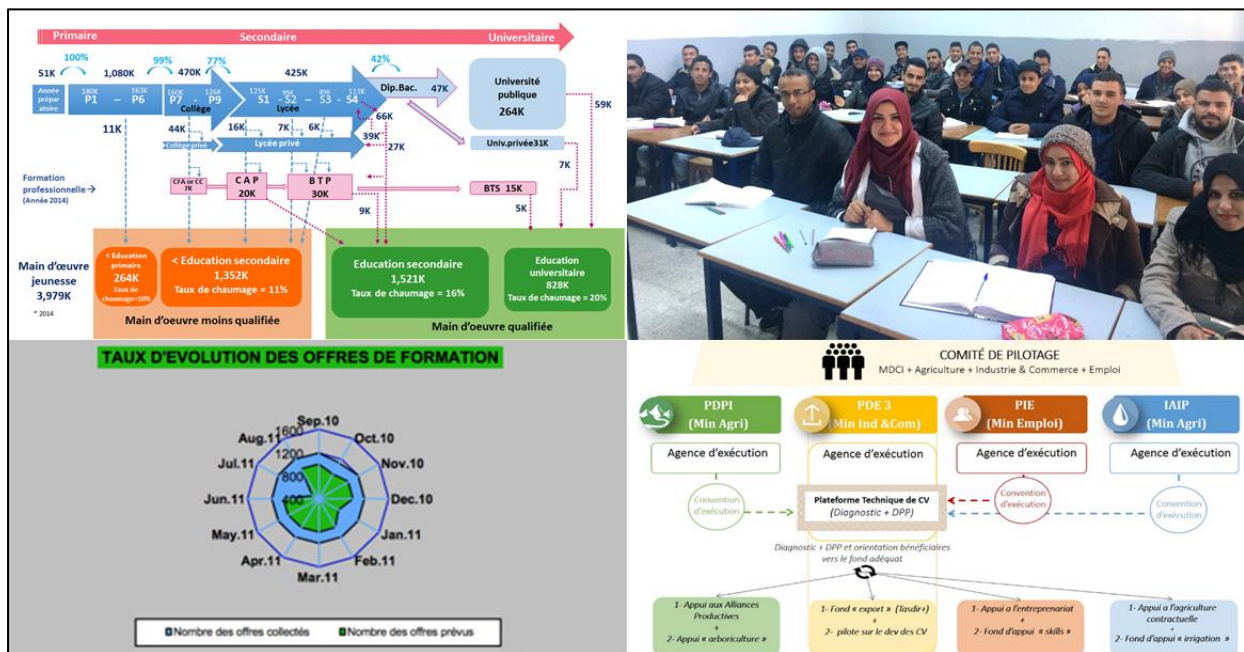 Primaire
Secondaire
Universitaire
100%
99%
77%
42%
51K
1,080K
470K
425K
Année prépar atoire
180K
P1 – P6
163K
160K
P7 - P9
126K
Collège
125K
99K
89K
113K
S1 - S2 - S3 - S4
Lycée
Dip.Bac.
47K
Université
publique
264K
59K
11K
44K
16K
7K
6K
66K
39K
27K
Collège privé
Lycée privé
Univ.privée31K
7K
Formation
professionnelle →
(Année 2014)
CFA or CC
7K
C A P
20K
B T P
30K
BTS 15K
9K
5K
Main d'œuvre
jeunesse
3,979K
* 2014
< Education
primaire
264K
Taux de
chaumage=10%
< Education secondaire
1,352K
Taux de chaumage = 11%
Education secondaire
1,521K
Taux de chaumage = 16%
Education
universitaire
828K
Taux de chaumage = 20%
Main d'oeuvre moins qualifiée
Main d'oeuvre qualifiée
TAUX D'EVOLUTION DES OFFRES DE FORMATION
Sep.10
Oct.10
Nov.10
Dec.10
Jan.11
Feb.11
Mar.11
Apr.11
May.11
Jun.11
Jul.11
Aug.11
1600
1200
800
400
Nombre des offres collectés
Nombre des offres prévus
COMITÉ DE PILOTAGE
MDCI + Agriculture + Industrie & Commerce + Emploi
PDPI
(Min Agri)
PDE 3
(Min Ind &Com)
PIE
(Min Emploi)
IAIP
(Min Agri)
Agence d'exécution
Agence d'exécution
Agence d'exécution
Agence d'exécution
Convention
d'exécution
Plateforme Technique de CV
(Diagnostic + DPP)
Convention
d'exécution
Convention
d'exécution
Diagnostic + DPP et orientation bénéficiaires
vers le fond adéquat
1- Appui aux Alliances
Productives
+
2- Appui « arboriculture »
1- Fond « export » (Tasdir+)
+
2- pilote sur le dev des CV
1- Appui a l'entreprenariat
+
2- Fond d'appui « skills »
1- Appui a l'agriculture
contractuelle
+
2- Fond d'appui « irrigation »